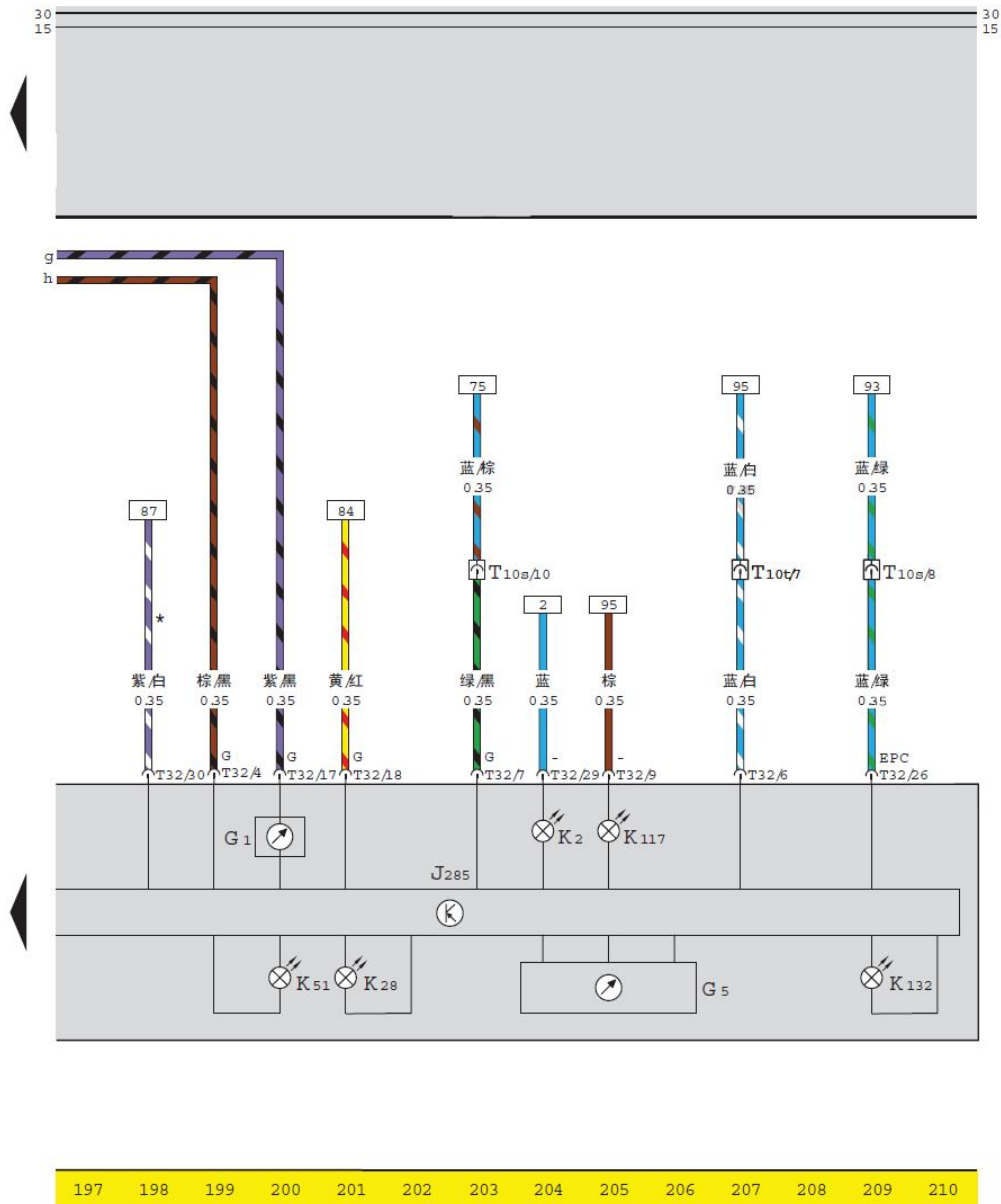 30 30
15 15
g
h
75 95 93
蓝/棕 蓝/白 蓝/绿
0.35 0.35 0.35
87 84
T10s/10 T10t/7 T10s/8
2 95
*
紫/白 棕/黑 紫/黑 黄/红 绿/黑 蓝 棕 蓝/白 蓝/绿
0.35 0.35 0.35 0.35 0.35 0.35 0.35 0.35 0.35
G G G G - - EPC
T32/30 T32/4 T32/17 T32/18 T32/7 T32/29 T32/9 T32/6 T32/26
G1 K2 K117
J285
K51 K28 G5 K132
197 198 199 200 201 202 203 204 205 206 207 208 209 210